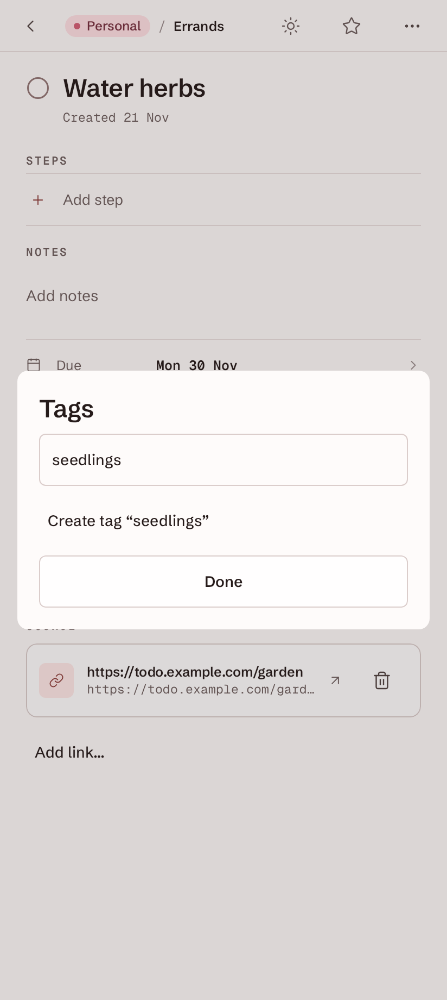 Personal / Errands
Water herbs
Created 21 Nov
STEPS
Add step
NOTES
Add notes
Due Mon 30 Nov
Tags
seedlings
Create tag “seedlings”
Done
https://todo.example.com/garden
https://todo.example.com/gard…
Add link…